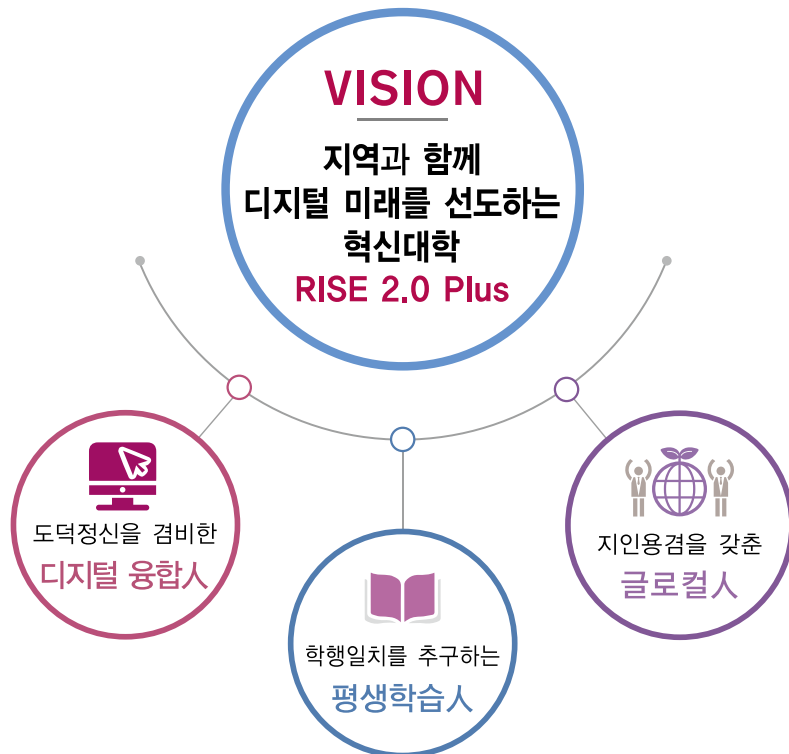 VISION
지역과 함께
디지털 미래를 선도하는
혁신대학
RISE 2.0 Plus
도덕정신을 겸비한
디지털 융합人
학행일치를 추구하는
평생학습人
지인용겸을 갖춘
글로컬人